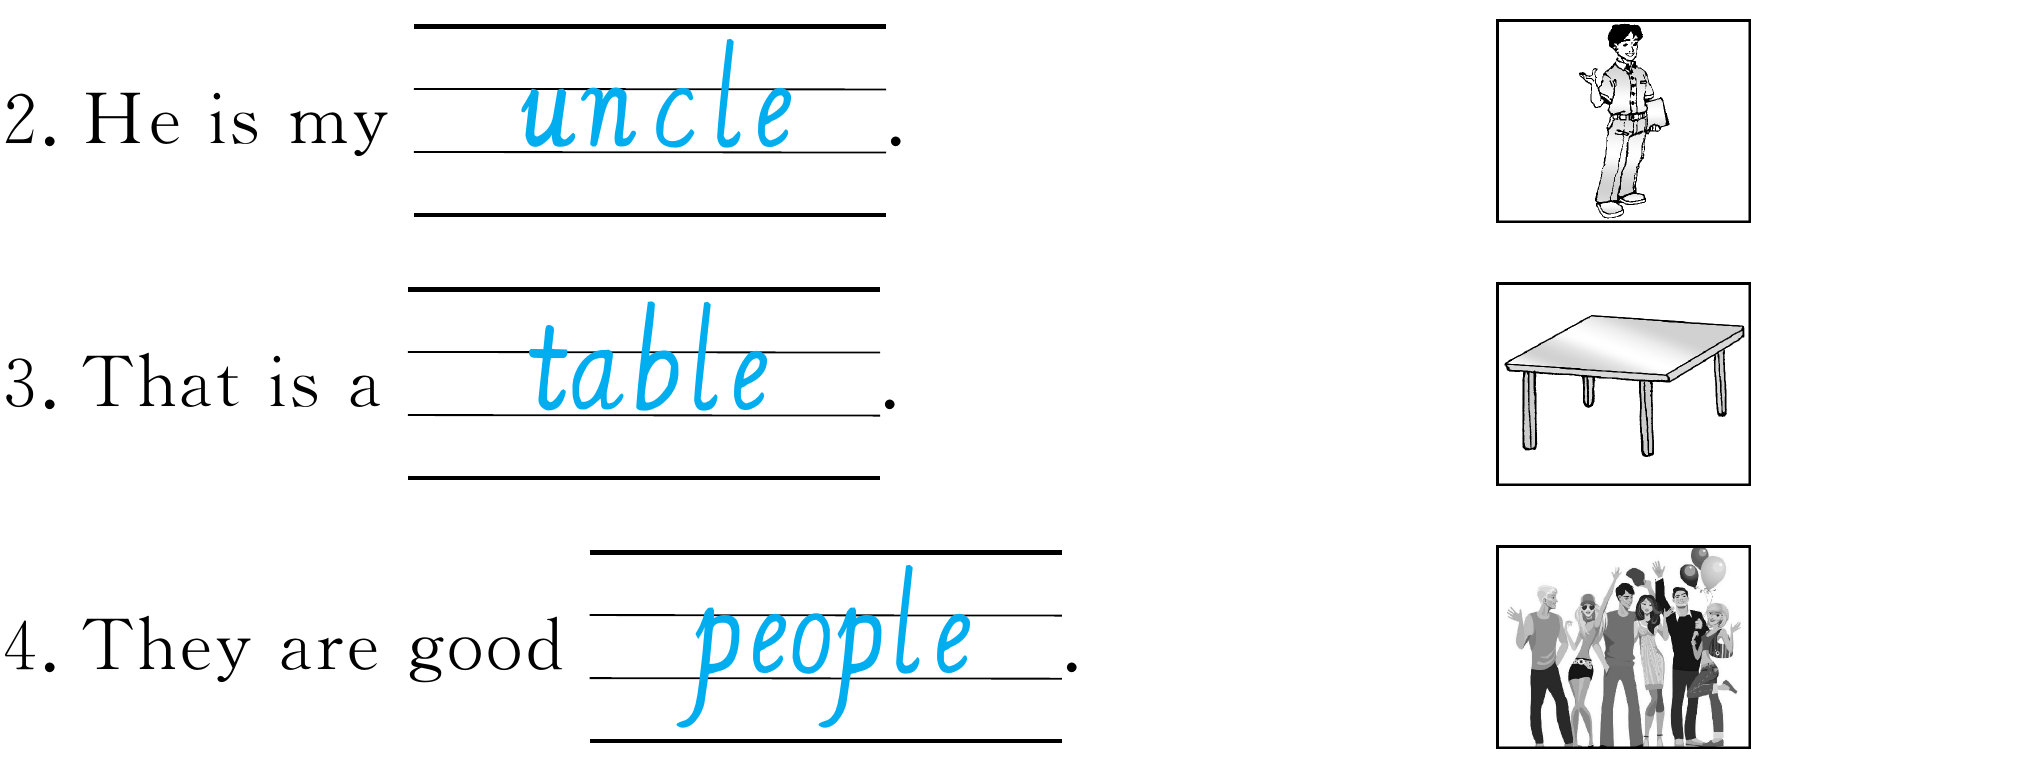 2. He is my uncle.
3. That is a table.
4. They are good people.